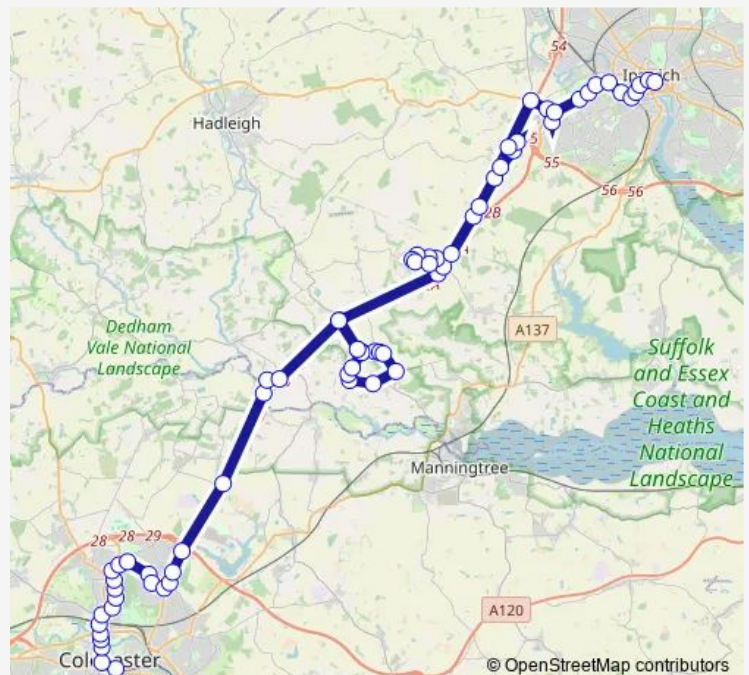 54
Ipswich
Hadleigh
55
56 56
28
Dedham
Vale National
Landscape
A137
Suffolk
and Essex
Coast and
Heaths
National
Landscape
Manningtree
28 28 29
A120
© OpenStreetMap contributors